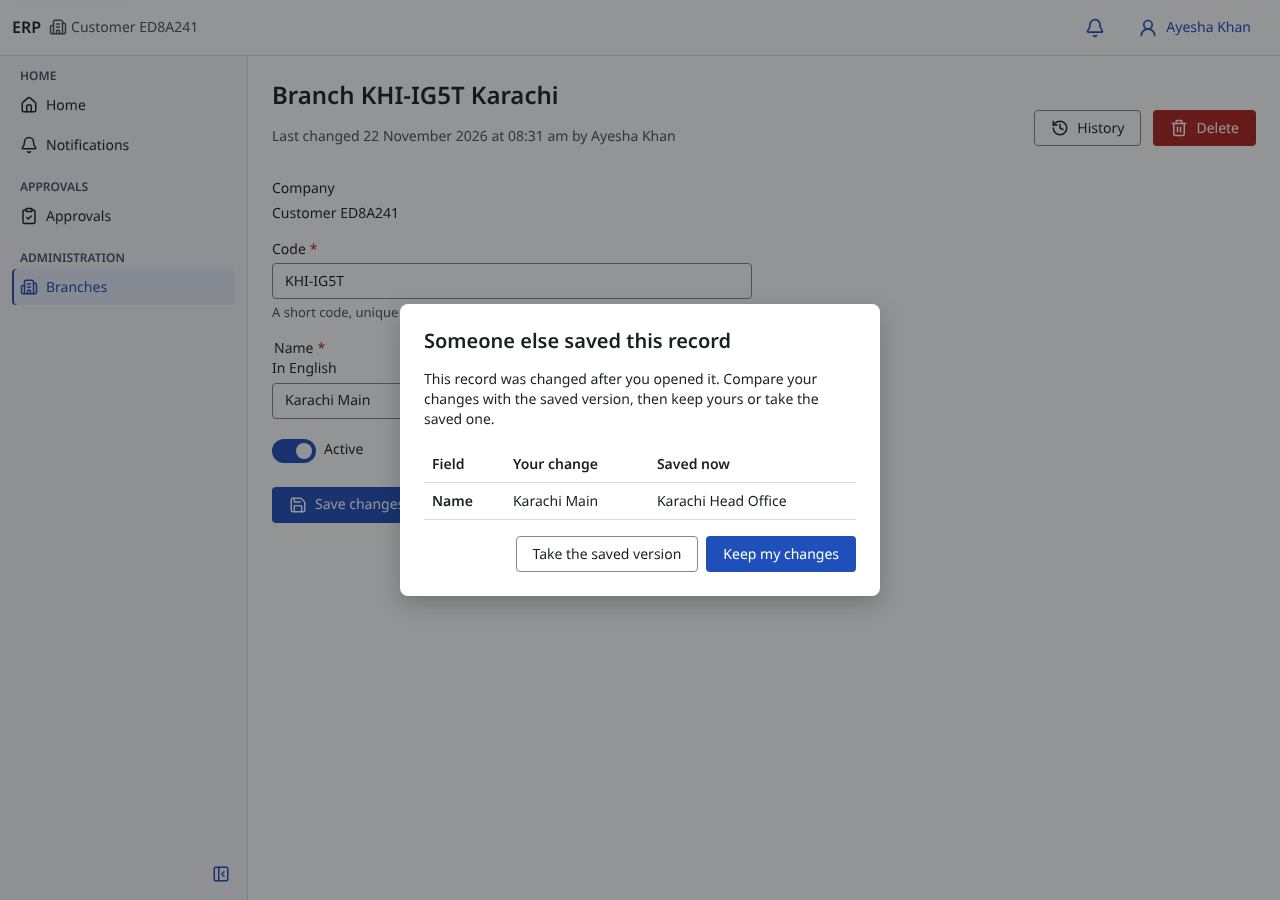 ERP Customer ED8A241
Ayesha Khan
HOME
Home
Notifications
APPROVALS
Approvals
ADMINISTRATION
Branches
Branch KHI-IG5T Karachi
Last changed 22 November 2026 at 08:31 am by Ayesha Khan
History
Delete
Company
Customer ED8A241
Code *
KHI-IG5T
A short code, unique
Name *
In English
Karachi Main
Active
Save changes
Someone else saved this record
This record was changed after you opened it. Compare your
changes with the saved version, then keep yours or take the
saved one.
Field Your change Saved now
Name Karachi Main Karachi Head Office
Take the saved version
Keep my changes